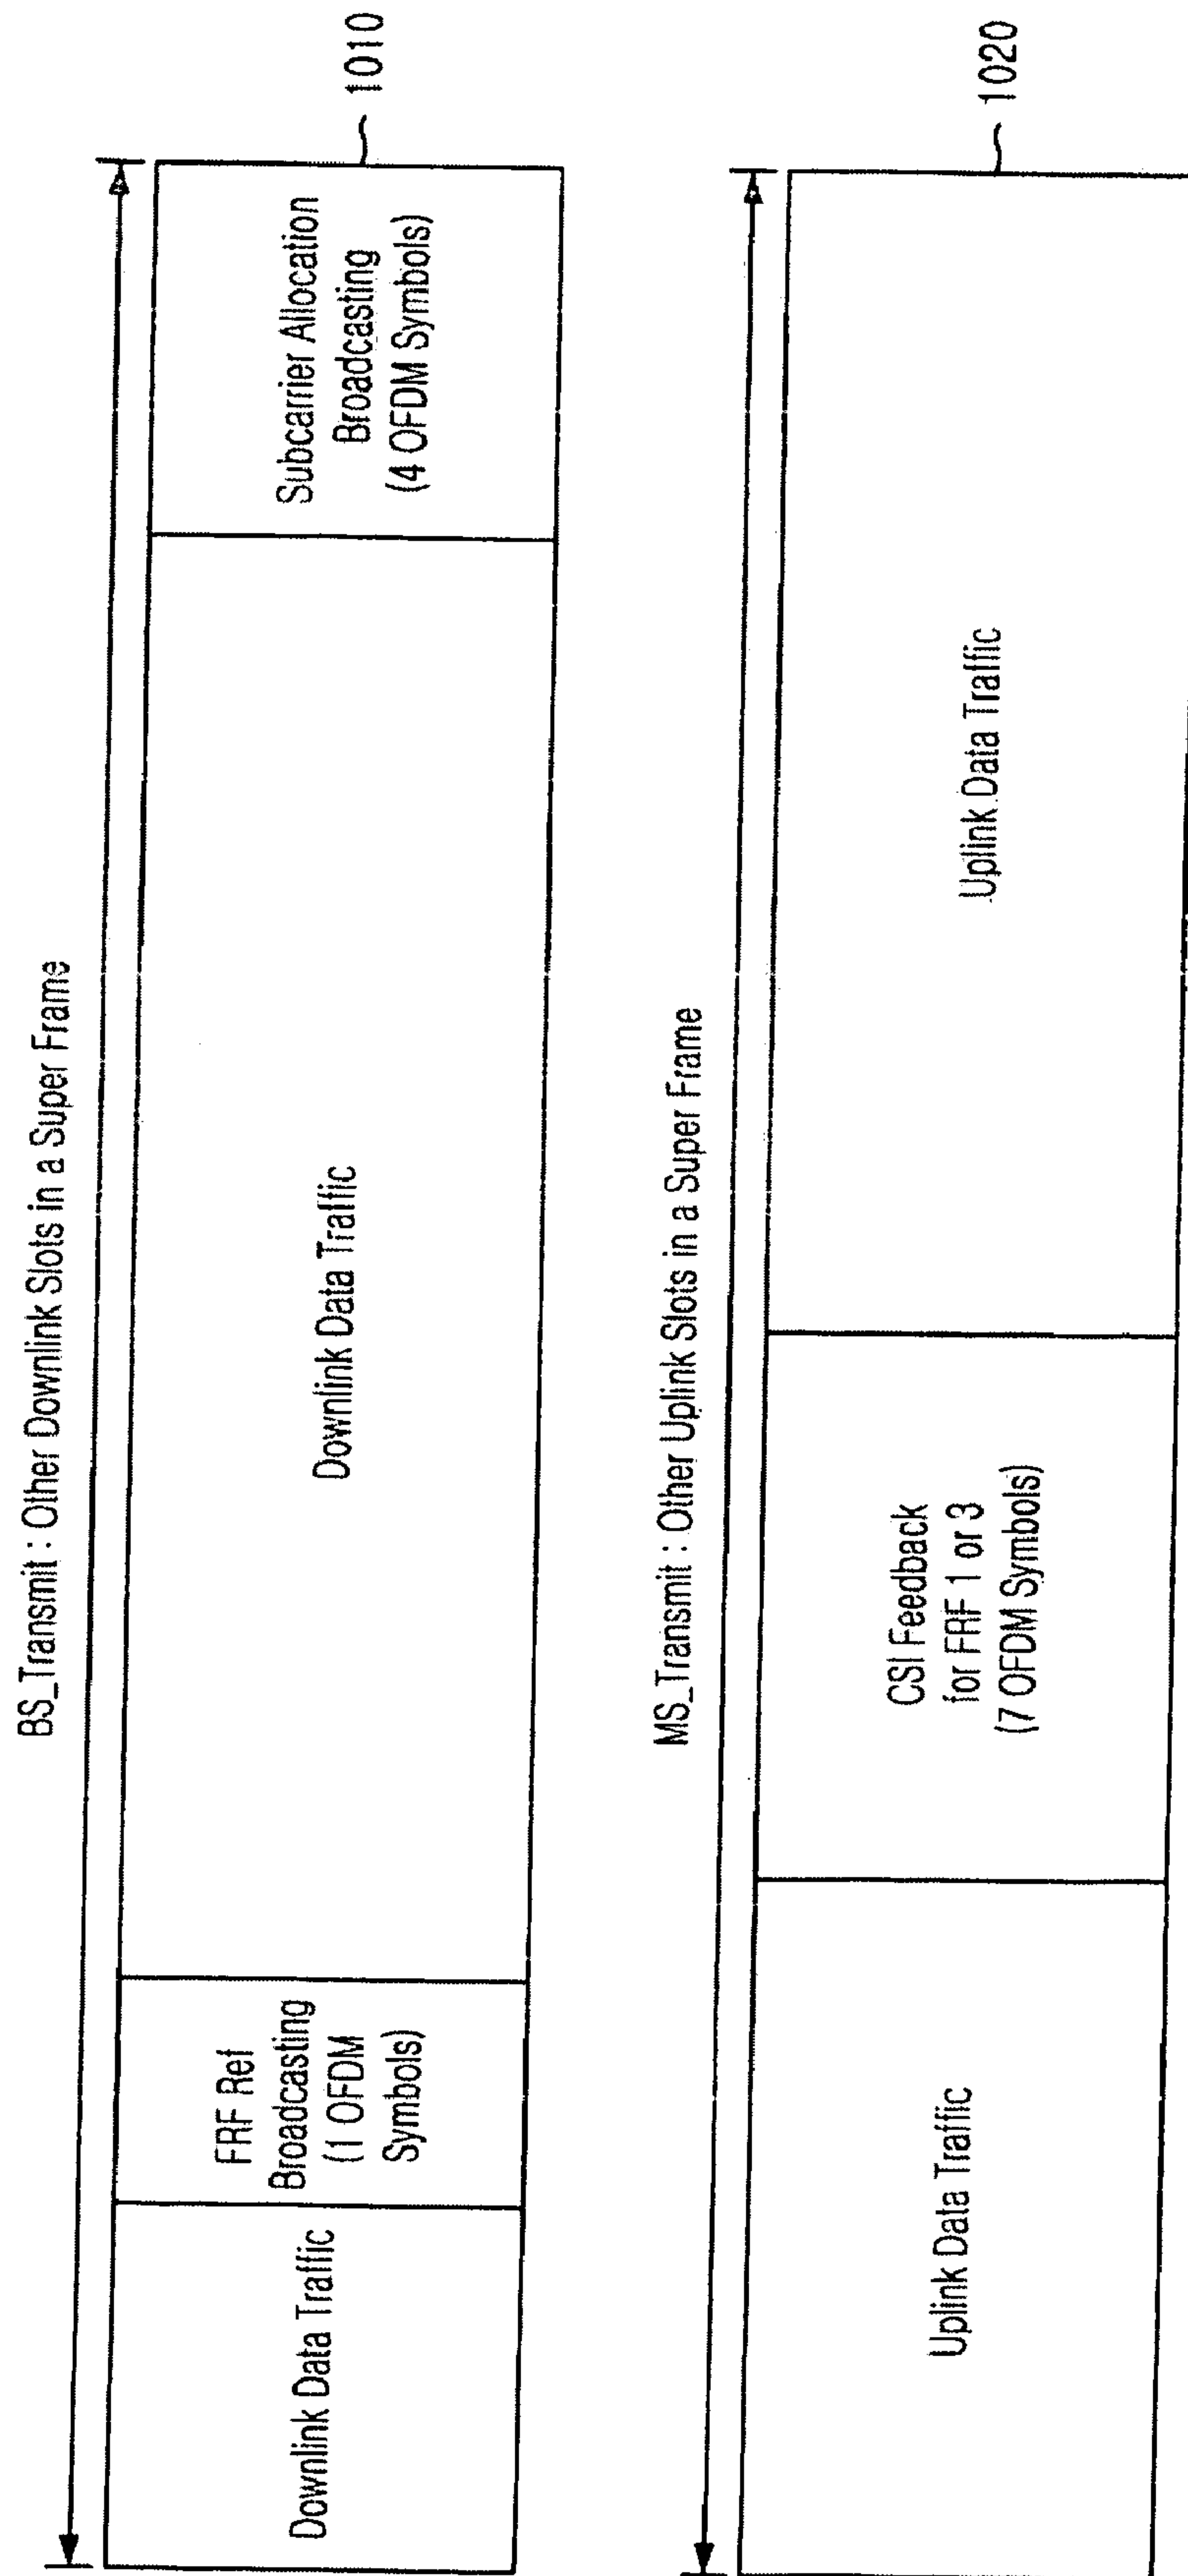 BS_Transmit : Other Downlink Slots in a Super Frame
Downlink Data Traffic
FRF Ref
Broadcasting
(1 OFDM
Symbols)
Downlink Data Traffic
Subcarrier Allocation
Broadcasting
(4 OFDM Symbols)
1010
MS_Transmit : Other Uplink Slots in a Super Frame
Uplink Data Traffic
CSI Feedback
for FRF 1 or 3
(7 OFDM Symbols)
Uplink Data Traffic
1020